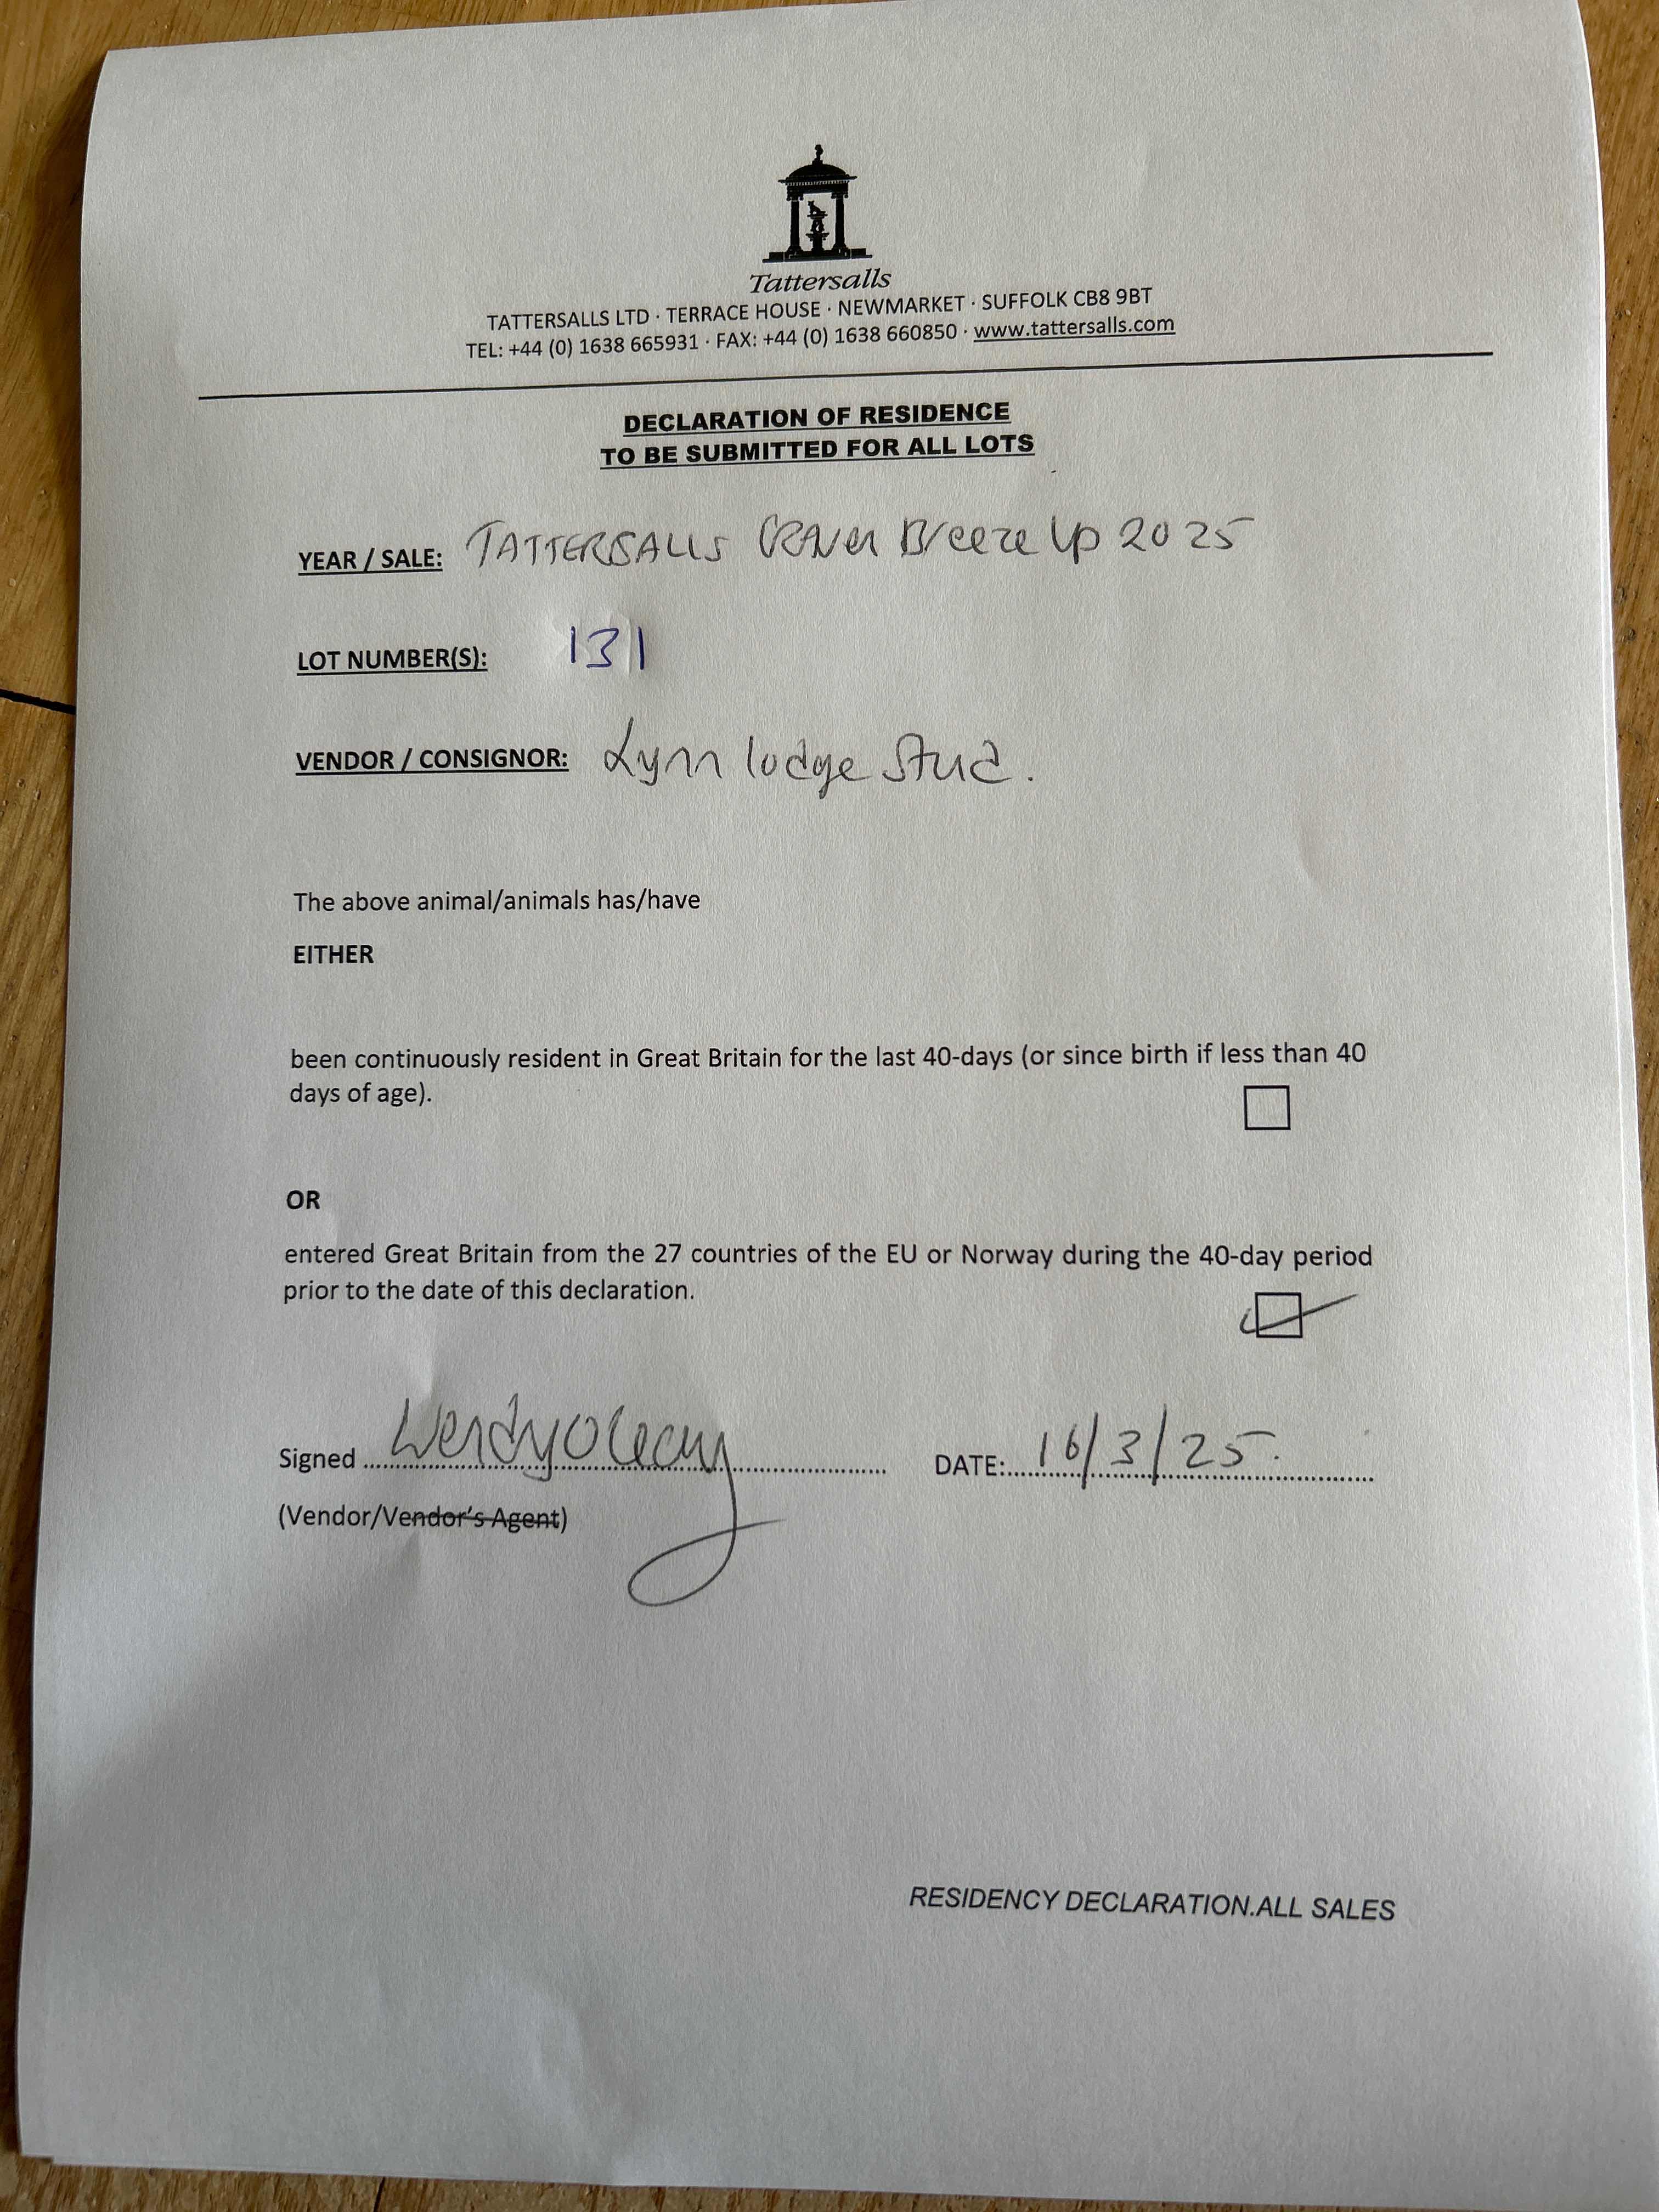 Tattersalls
TATTERSALLS LTD · TERRACE HOUSE · NEWMARKET · SUFFOLK CB8 9BT
TEL: +44 (0) 1638 665931 · FAX: +44 (0) 1638 660850 · www.tattersalls.com
DECLARATION OF RESIDENCE
TO BE SUBMITTED FOR ALL LOTS
YEAR / SALE: TATTERSALLS Breeze Up 2025
LOT NUMBER(S): 131
VENDOR / CONSIGNOR: Lynn lodge Stud.
The above animal/animals has/have
EITHER
been continuously resident in Great Britain for the last 40-days (or since birth if less than 40
days of age).
OR
entered Great Britain from the 27 countries of the EU or Norway during the 40-day period
prior to the date of this declaration.
Signed Wendy O Leary DATE: 16/3/25.
(Vendor/Vendor's Agent)
RESIDENCY DECLARATION.ALL SALES